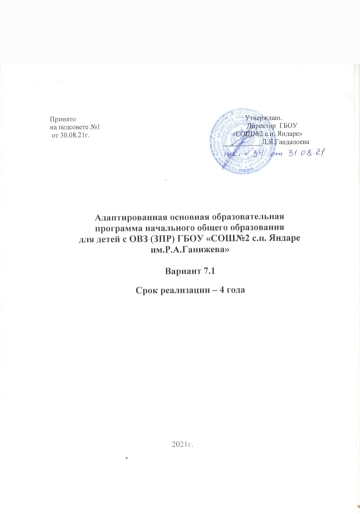 Принято
на педсовете №1
от 30.08.21г.
Утверждаю.
Директор ГБОУ
«СОШ№2 с.п. Яндаре»
Л.Я.Гандалоева
от 31.08.21
Адаптированная основная образовательная
программа начального общего образования
для детей с ОВЗ (ЗПР) ГБОУ «СОШ№2 с.п. Яндаре
им.Р.А.Ганижева»
Вариант 7.1
Срок реализации – 4 года
2021г.